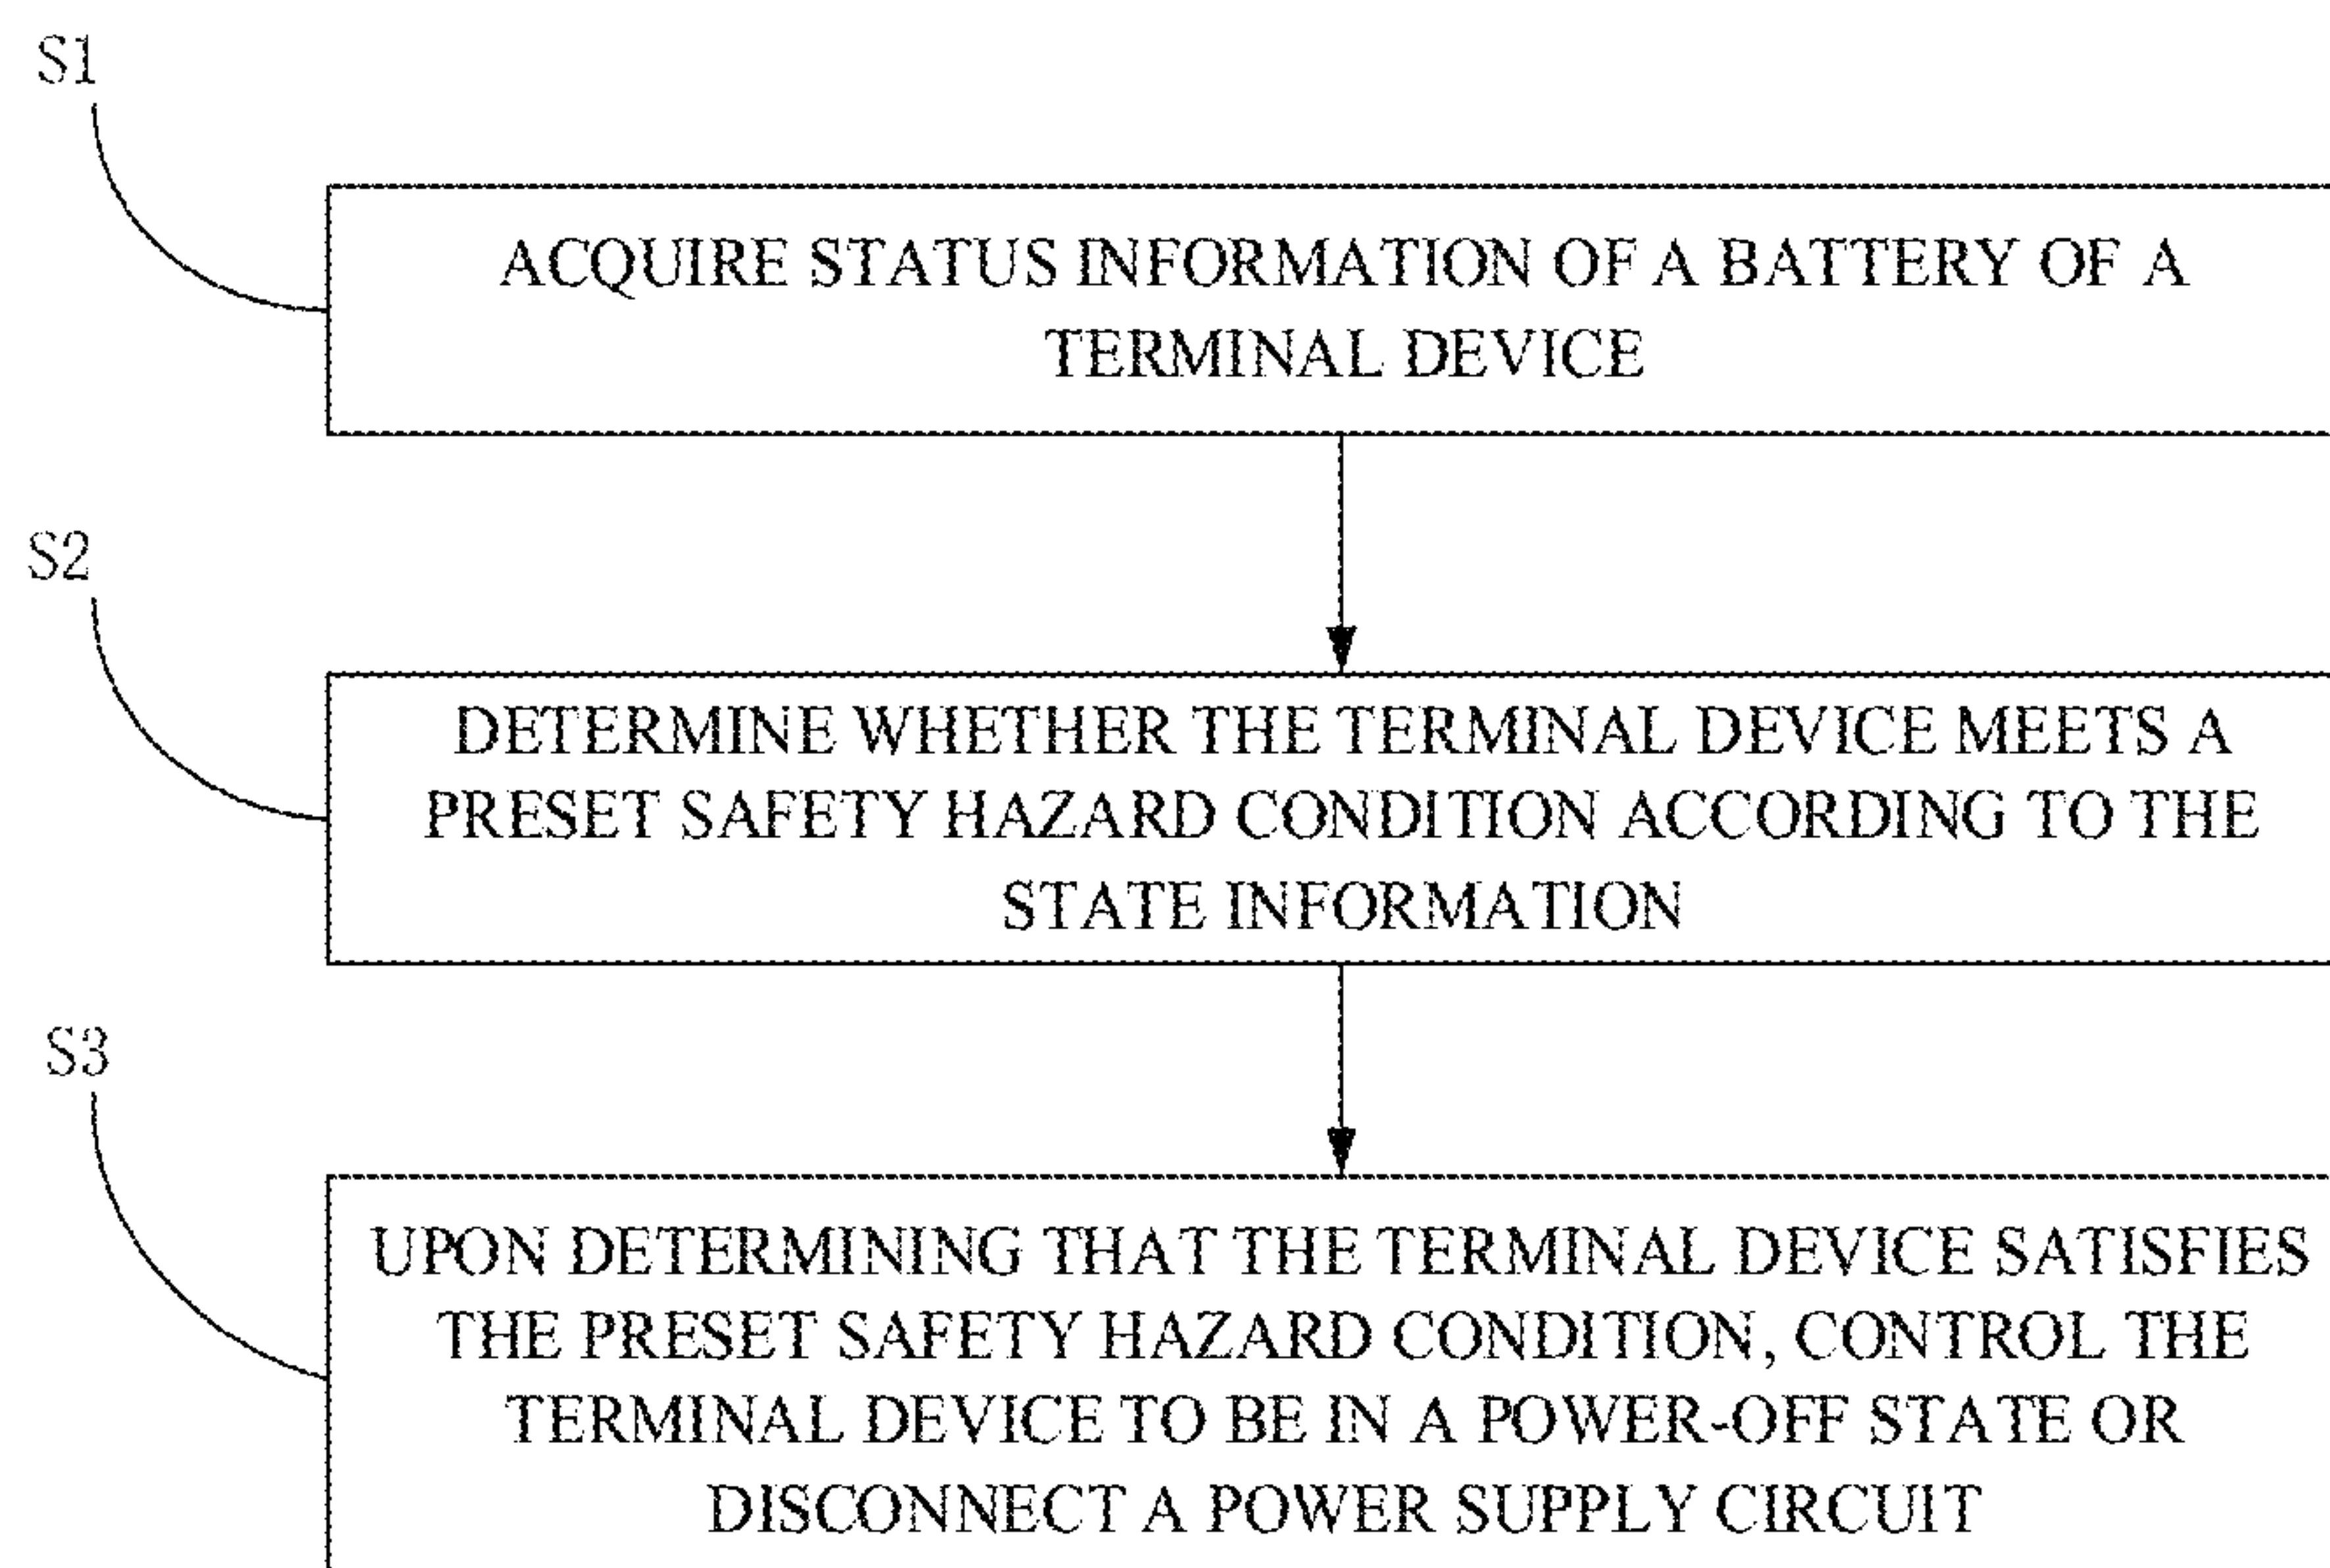 S1
ACQUIRE STATUS INFORMATION OF A BATTERY OF A
TERMINAL DEVICE
S2
DETERMINE WHETHER THE TERMINAL DEVICE MEETS A
PRESET SAFETY HAZARD CONDITION ACCORDING TO THE
STATE INFORMATION
S3
UPON DETERMINING THAT THE TERMINAL DEVICE SATISFIES
THE PRESET SAFETY HAZARD CONDITION, CONTROL THE
TERMINAL DEVICE TO BE IN A POWER-OFF STATE OR
DISCONNECT A POWER SUPPLY CIRCUIT